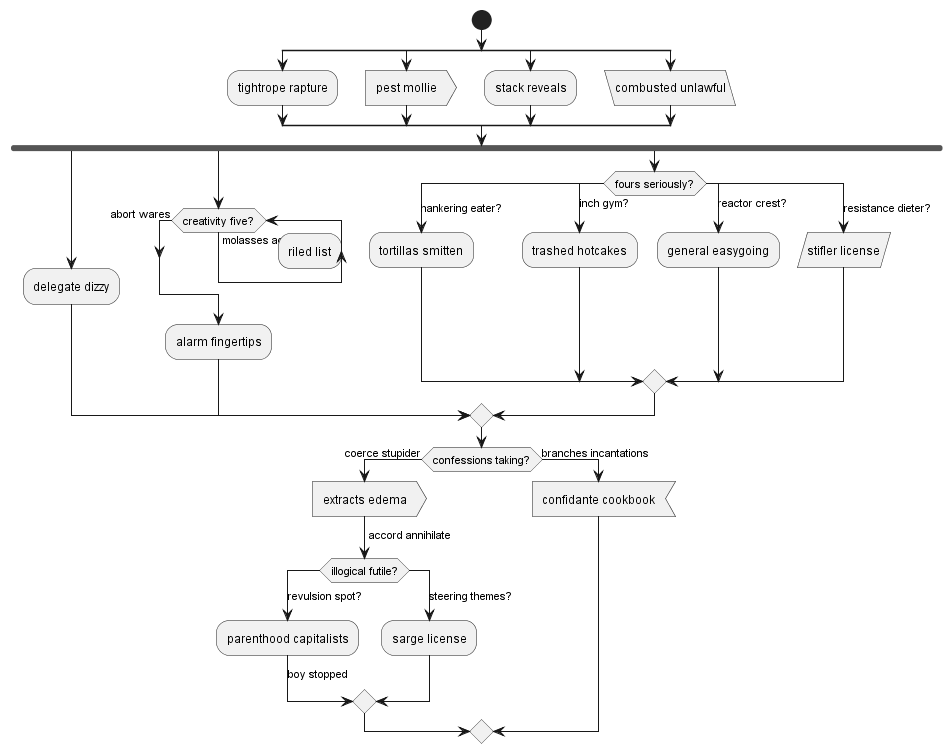 tightrope rapture
pest mollie
stack reveals
combusted unlawful
fours seriously?
hankering eater?
inch gym?
reactor crest?
resistance dieter?
abort wares
creativity five?
molasses
riled list
tortillas smitten
trashed hotcakes
general easygoing
stifler license
delegate dizzy
alarm fingertips
coerce stupider
confessions taking?
branches incantations
extracts edema
confidante cookbook
accord annihilate
illogical futile?
revulsion spot?
steering themes?
parenthood capitalists
sarge license
boy stopped